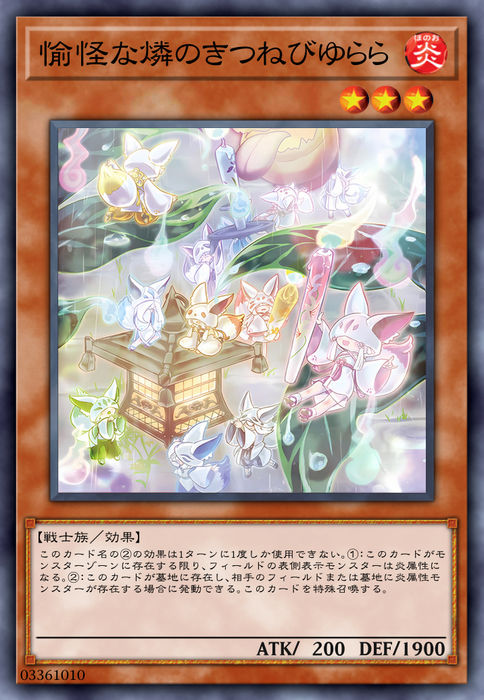 愉怪な燐のきつねびゆらら
ほのお
炎
【戦士族／効果】
このカード名の②の効果は1ターンに1度しか使用できない。①：このカードがモ
ンスターゾーンに存在する限り、フィールドの表側表示モンスターは炎属性に
なる。②：このカードが墓地に存在し、相手のフィールドまたは墓地に炎属性モ
ンスターが存在する場合に発動できる。このカードを特殊召喚する。
ATK/ 200 DEF/1900
03361010